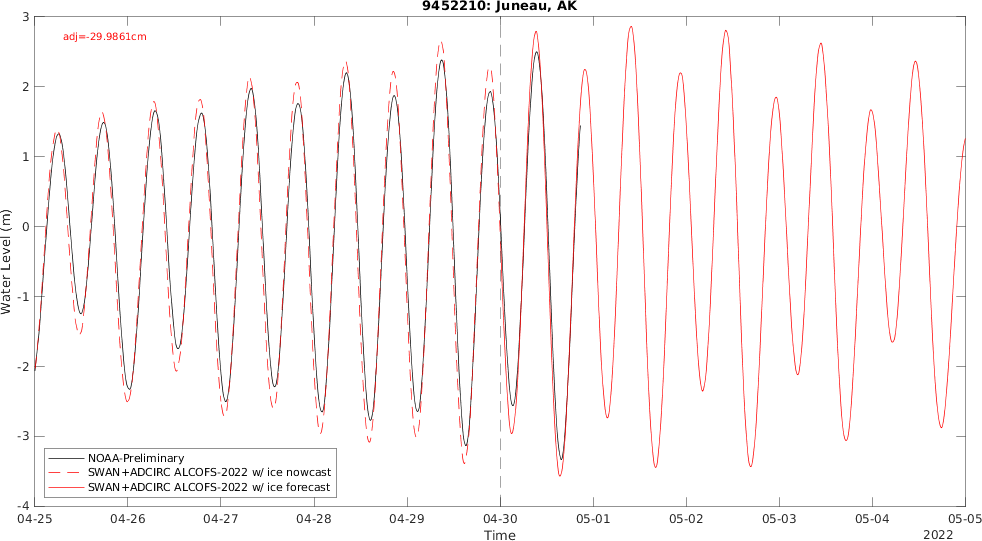 9452210: Juneau, AK
adj=-29.9861cm
Water Level (m)
3
2
1
0
-1
-2
-3
-4
NOAA-Preliminary
SWAN+ADCIRC ALCOFS-2022 w/ ice nowcast
SWAN+ADCIRC ALCOFS-2022 w/ ice forecast
04-25 04-26 04-27 04-28 04-29 04-30 05-01 05-02 05-03 05-04 05-05
Time
2022